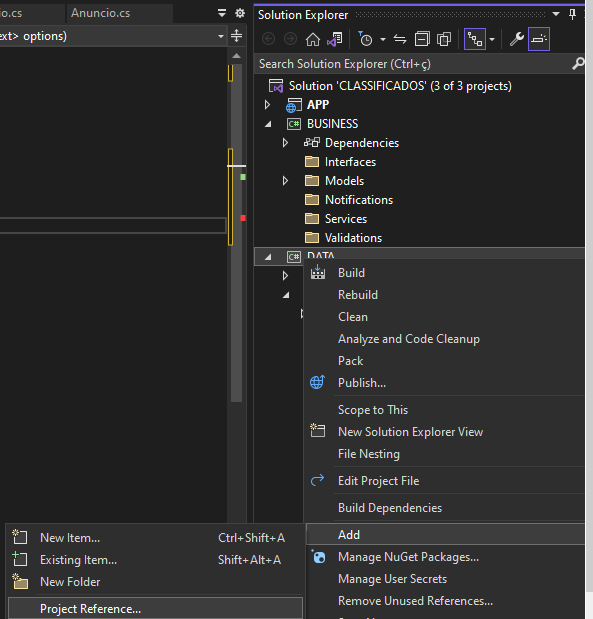 io.cs
Anuncio.cs
ext> options)
Solution Explorer
Search Solution Explorer (Ctrl+ç)
Solution 'CLASSIFICADOS' (3 of 3 projects)
APP
C# BUSINESS
Dependencies
Interfaces
Models
Notifications
Services
Validations
C# DATA
Build
Rebuild
Clean
Analyze and Code Cleanup
Pack
Publish...
Scope to This
New Solution Explorer View
File Nesting
Edit Project File
Build Dependencies
Add
Manage NuGet Packages...
Manage User Secrets
Remove Unused References...
New Item... Ctrl+Shift+A
Existing Item... Shift+Alt+A
New Folder
Project Reference...